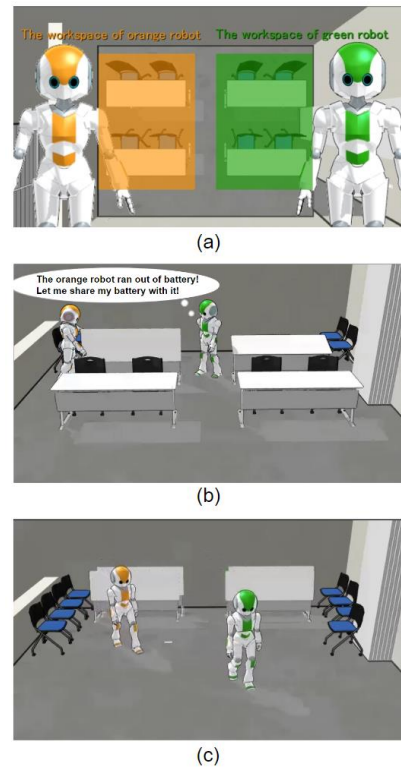 The workspace of orange robot
The workspace of green robot
(a)
The orange robot ran out of battery!
Let me share my battery with it!
(b)
(c)